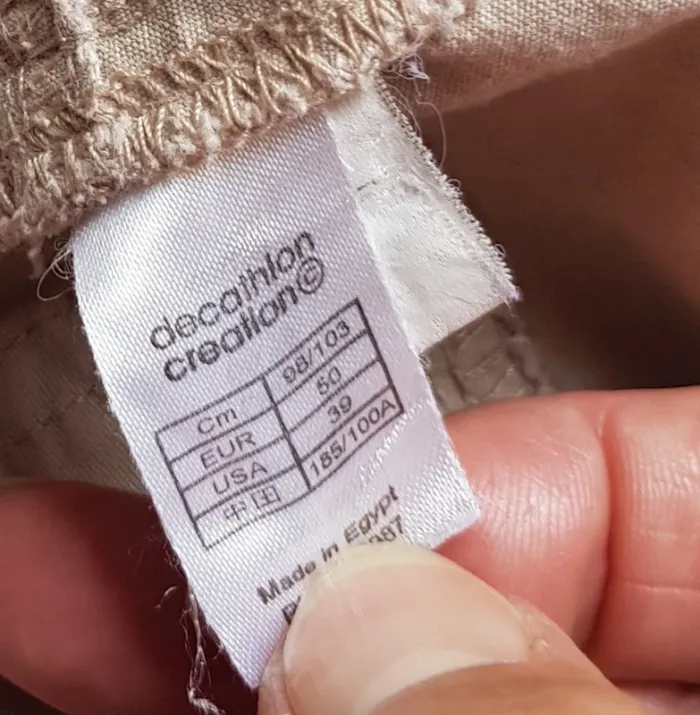 decathlon
creation©
Cm 98/103
EUR 50
USA 39
中国 185/100A
Made in Egypt